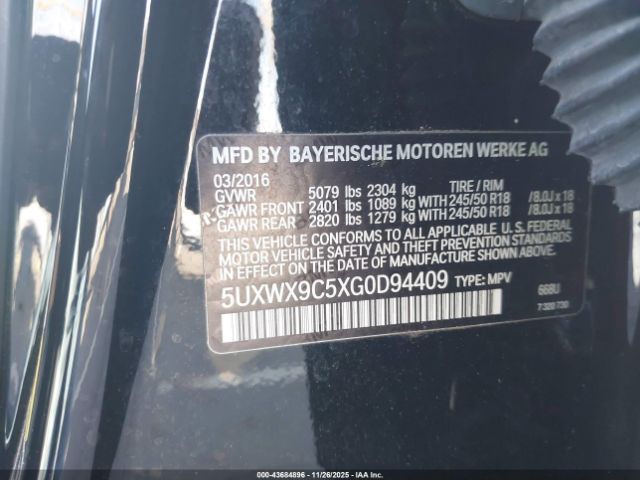 MFD BY BAYERISCHE MOTOREN WERKE AG
03/2016
GVWR 5079 lbs 2304 kg TIRE / RIM
GAWR FRONT 2401 lbs 1089 kg WITH 245/50 R18 / 8.0J x 18
GAWR REAR 2820 lbs 1279 kg WITH 245/50 R18 / 8.0J x 18
THIS VEHICLE CONFORMS TO ALL APPLICABLE U. S. FEDERAL
MOTOR VEHICLE SAFETY AND THEFT PREVENTION STANDARDS
IN EFFECT ON THE DATE OF MANUFACTURE SHOWN ABOVE.
5UXWX9C5XG0D94409 TYPE: MPV
668U
7 320 730
000-43684896 - 11/26/2025 - IAAI.COM